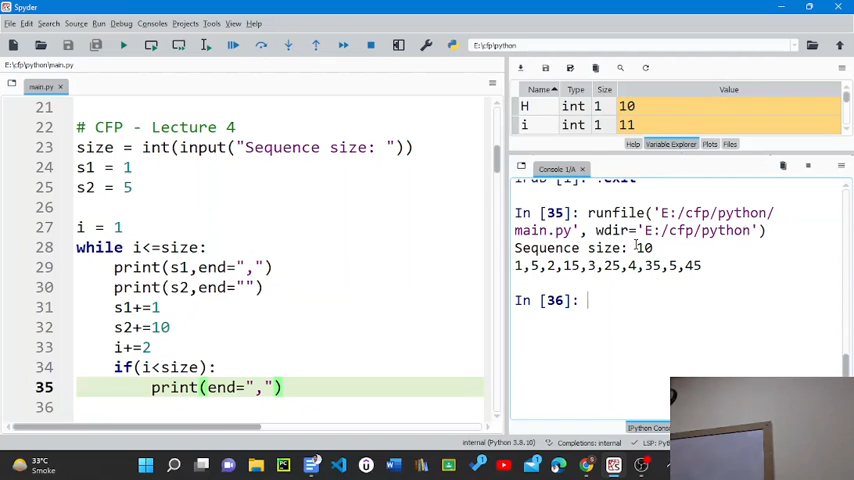 Spyder
File Edit Search Source Run Debug Consoles Projects Tools View Help
E:\cfp\python
E:\cfp\python\main.py
main.py
21
22 # CFP - Lecture 4
23 size = int(input("Sequence size: "))
24 s1 = 1
25 s2 = 5
26
27 i = 1
28 while i<=size:
29 print(s1,end=",")
30 print(s2,end="")
31 s1+=1
32 s2+=10
33 i+=2
34 if(i<size):
35 print(end=",")
36
Name Type Size Value
H int 1 10
i int 1 11
Help Variable Explorer Plots Files
Console 1/A
In [35]: runfile('E:/cfp/python/
main.py', wdir='E:/cfp/python')
Sequence size: 10
1,5,2,15,3,25,4,35,5,45
In [36]:
IPython Cons
internal (Python 3.8.10) Completions: internal LSP: Pyth
33°C
Smoke